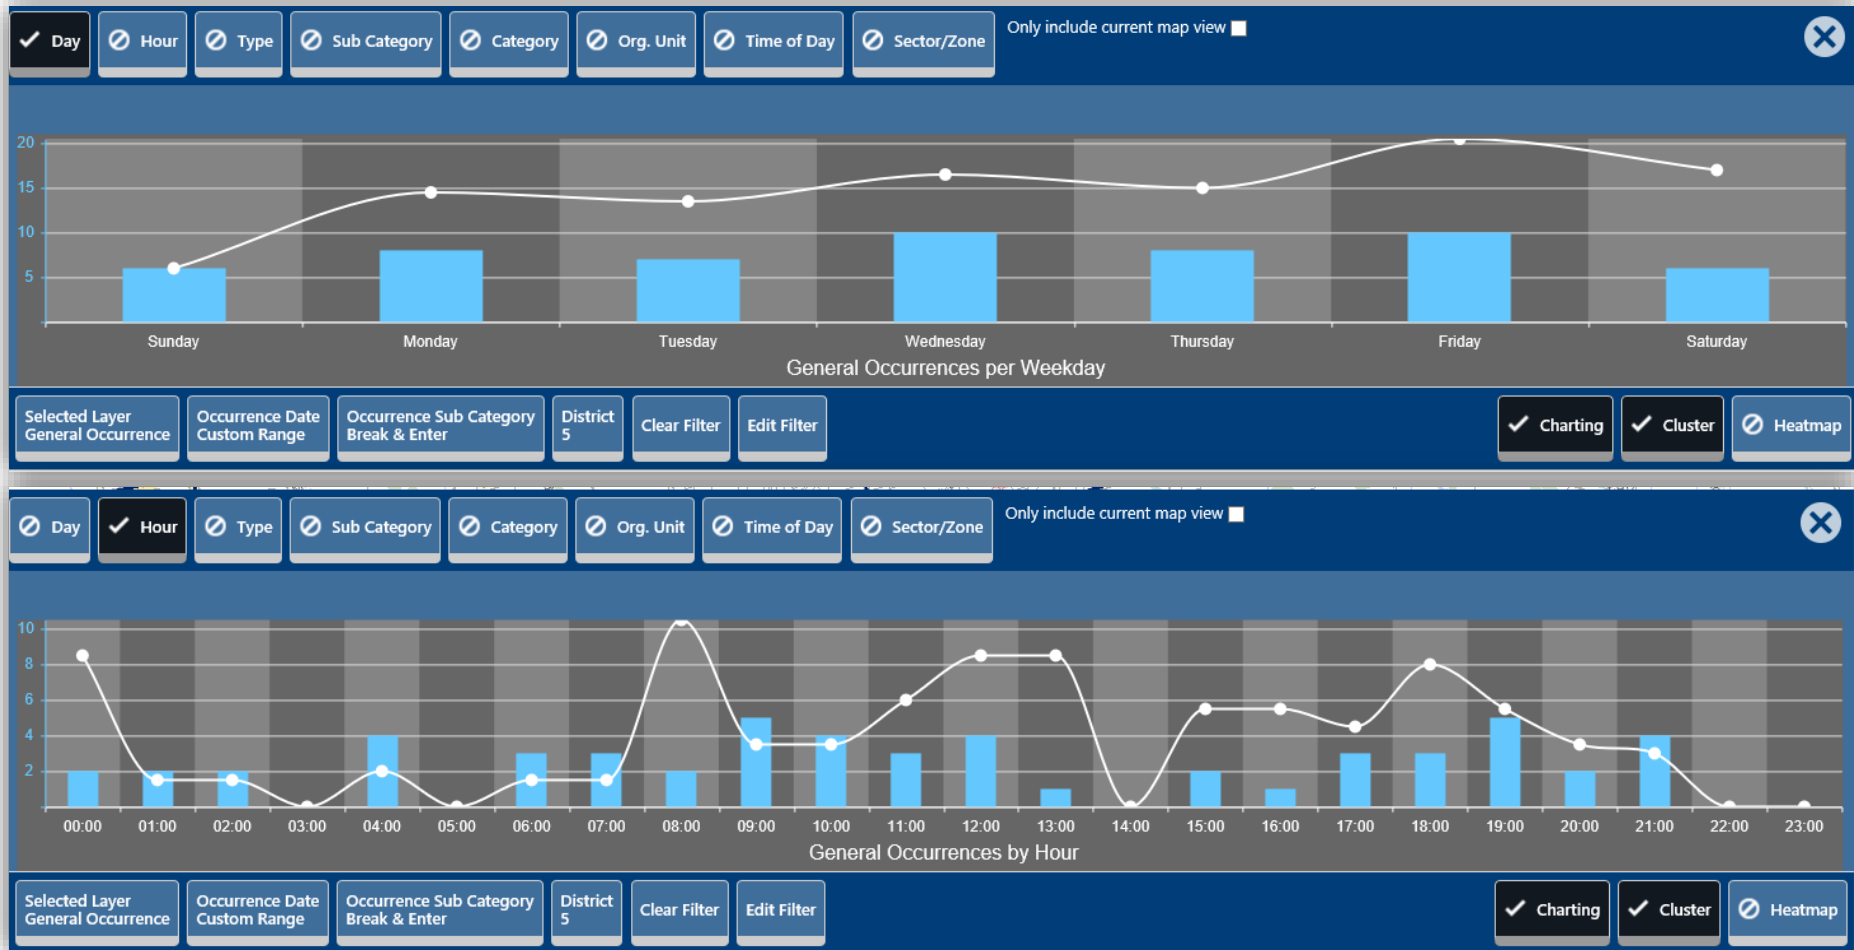 Day
Hour
Type
Sub Category
Category
Org. Unit
Time of Day
Sector/Zone
Only include current map view
20
15
10
5
Sunday
Monday
Tuesday
Wednesday
Thursday
Friday
Saturday
General Occurrences per Weekday
Selected Layer
General Occurrence
Occurrence Date
Custom Range
Occurrence Sub Category
Break & Enter
District
5
Clear Filter
Edit Filter
Charting
Cluster
Heatmap
Day
Hour
Type
Sub Category
Category
Org. Unit
Time of Day
Sector/Zone
Only include current map view
10
8
6
4
2
00:00
01:00
02:00
03:00
04:00
05:00
06:00
07:00
08:00
09:00
10:00
11:00
12:00
13:00
14:00
15:00
16:00
17:00
18:00
19:00
20:00
21:00
22:00
23:00
General Occurrences by Hour
Selected Layer
General Occurrence
Occurrence Date
Custom Range
Occurrence Sub Category
Break & Enter
District
5
Clear Filter
Edit Filter
Charting
Cluster
Heatmap